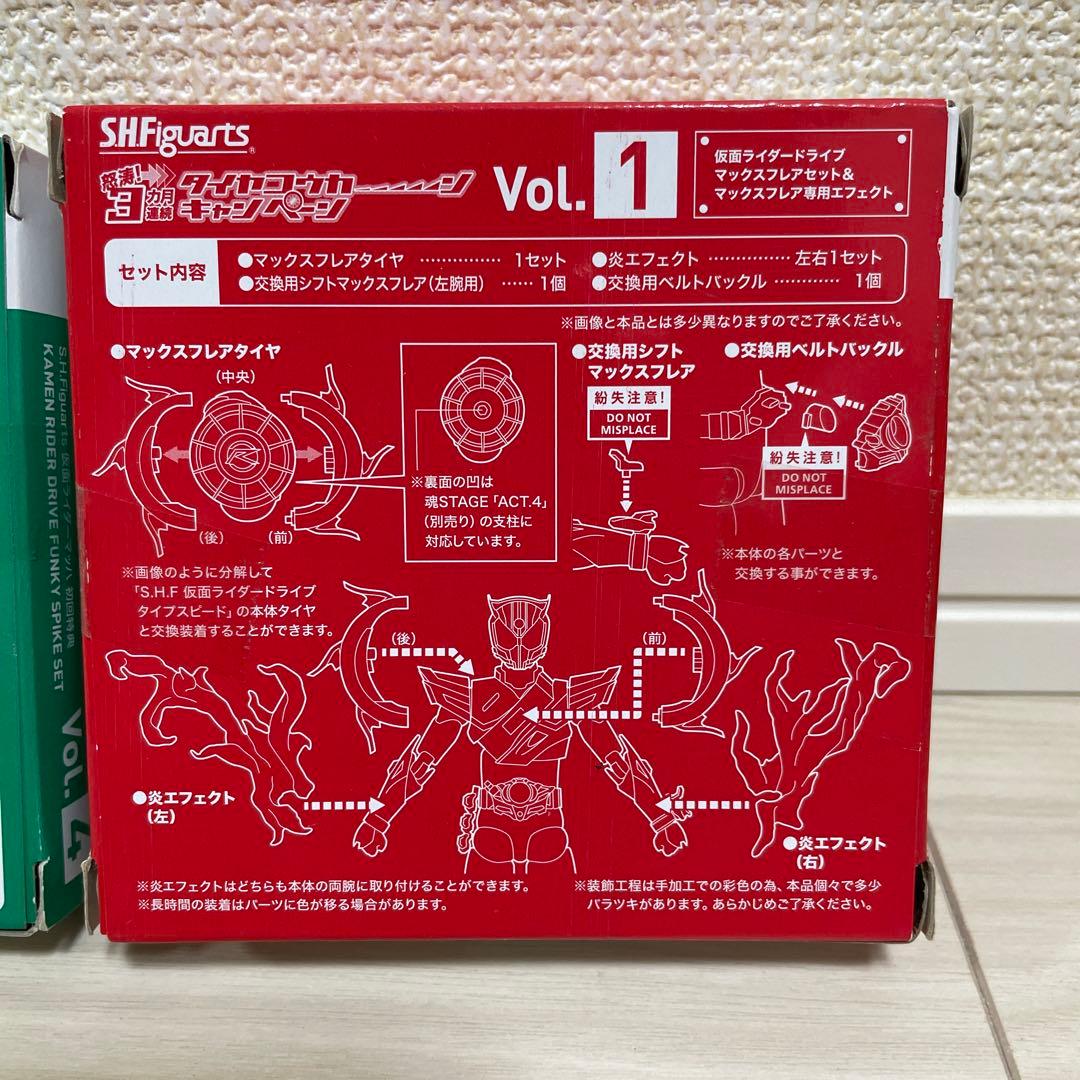 S.H.Figuarts
怒涛!3カ月連続
タイヤコウカーーーーン
キャンペーン
Vol.1
仮面ライダードライブ
マックスフレアセット&
マックスフレア専用エフェクト
セット内容
●マックスフレアタイヤ ……………… 1セット
●交換用シフトマックスフレア(左腕用) …… 1個
●炎エフェクト ……………… 左右1セット
●交換用ベルトバックル ………… 1個
※画像と本品とは多少異なりますのでご了承ください。
●マックスフレアタイヤ
(中央)
(後)
(前)
※裏面の凹は
魂STAGE「ACT.4」
(別売り)の支柱に
対応しています。
※画像のように分解して
「S.H.F 仮面ライダードライブ
タイプスピード」の本体タイヤ
と交換装着することができます。
●交換用シフト
マックスフレア
紛失注意!
DO NOT
MISPLACE
●交換用ベルトバックル
紛失注意!
DO NOT
MISPLACE
※本体の各パーツと
交換する事ができます。
(後)
(前)
●炎エフェクト
(左)
●炎エフェクト
(右)
※炎エフェクトはどちらも本体の両腕に取り付けることができます。
※長時間の装着はパーツに色が移る場合があります。
※装飾工程は手加工での彩色の為、本品個々で多少
バラツキがあります。あらかじめご了承ください。
S.H.Figuarts 仮面ライダーマッハ 初回特典
KAMEN RIDER DRIVE FUNKY SPIKE SET
Vol.4